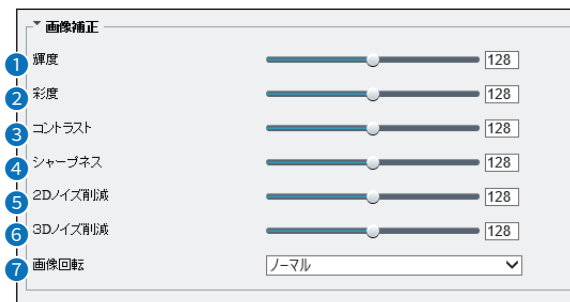 画像補正
1 輝度 128
2 彩度 128
3 コントラスト 128
4 シャープネス 128
5 2Dノイズ削減 128
6 3Dノイズ削減 128
7 画像回転 ノーマル